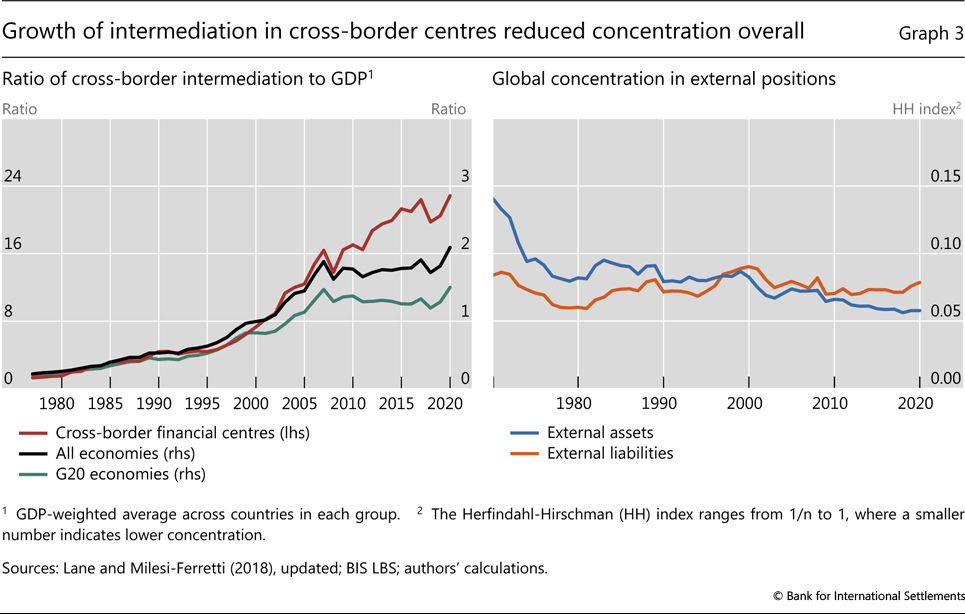 Growth of intermediation in cross-border centres reduced concentration overall
Graph 3
Ratio of cross-border intermediation to GDP¹
Global concentration in external positions
Ratio
Ratio
HH index²
24
3
16
2
8
1
0
0
1980 1985 1990 1995 2000 2005 2010 2015 2020
0.15
0.10
0.05
0.00
1980 1990 2000 2010 2020
Cross-border financial centres (lhs)
All economies (rhs)
G20 economies (rhs)
External assets
External liabilities
¹ GDP-weighted average across countries in each group. ² The Herfindahl-Hirschman (HH) index ranges from 1/n to 1, where a smaller
number indicates lower concentration.
Sources: Lane and Milesi-Ferretti (2018), updated; BIS LBS; authors’ calculations.
© Bank for International Settlements